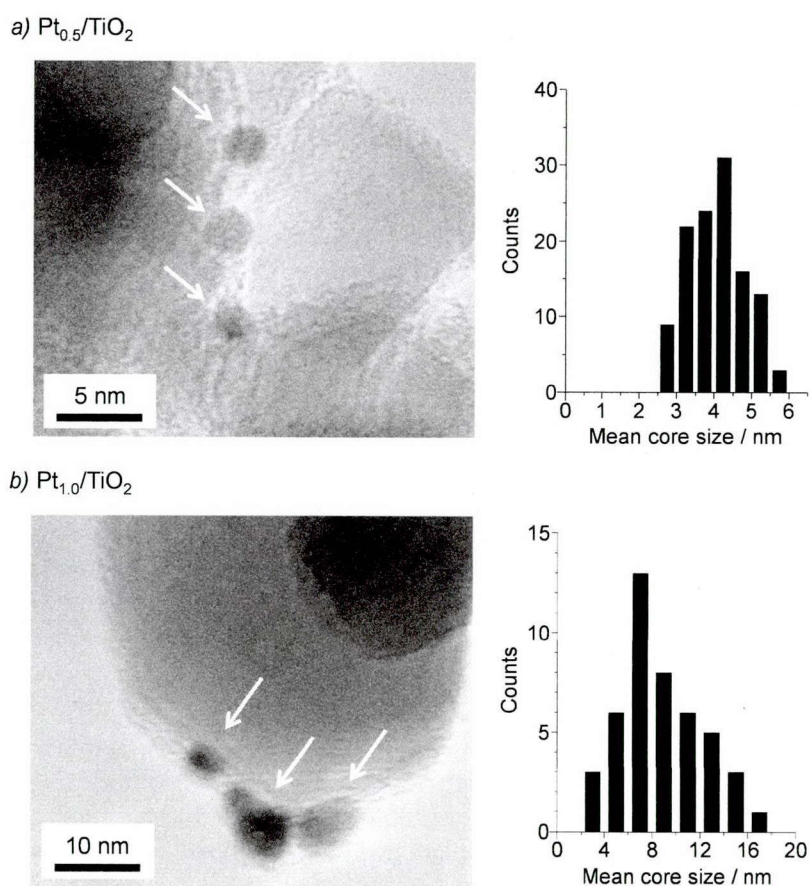 a) Pt0.5/TiO2
5 nm
Counts
40
30
20
10
0
0 1 2 3 4 5 6
Mean core size / nm
b) Pt1.0/TiO2
10 nm
Counts
15
10
5
0
0 4 8 12 16 20
Mean core size / nm